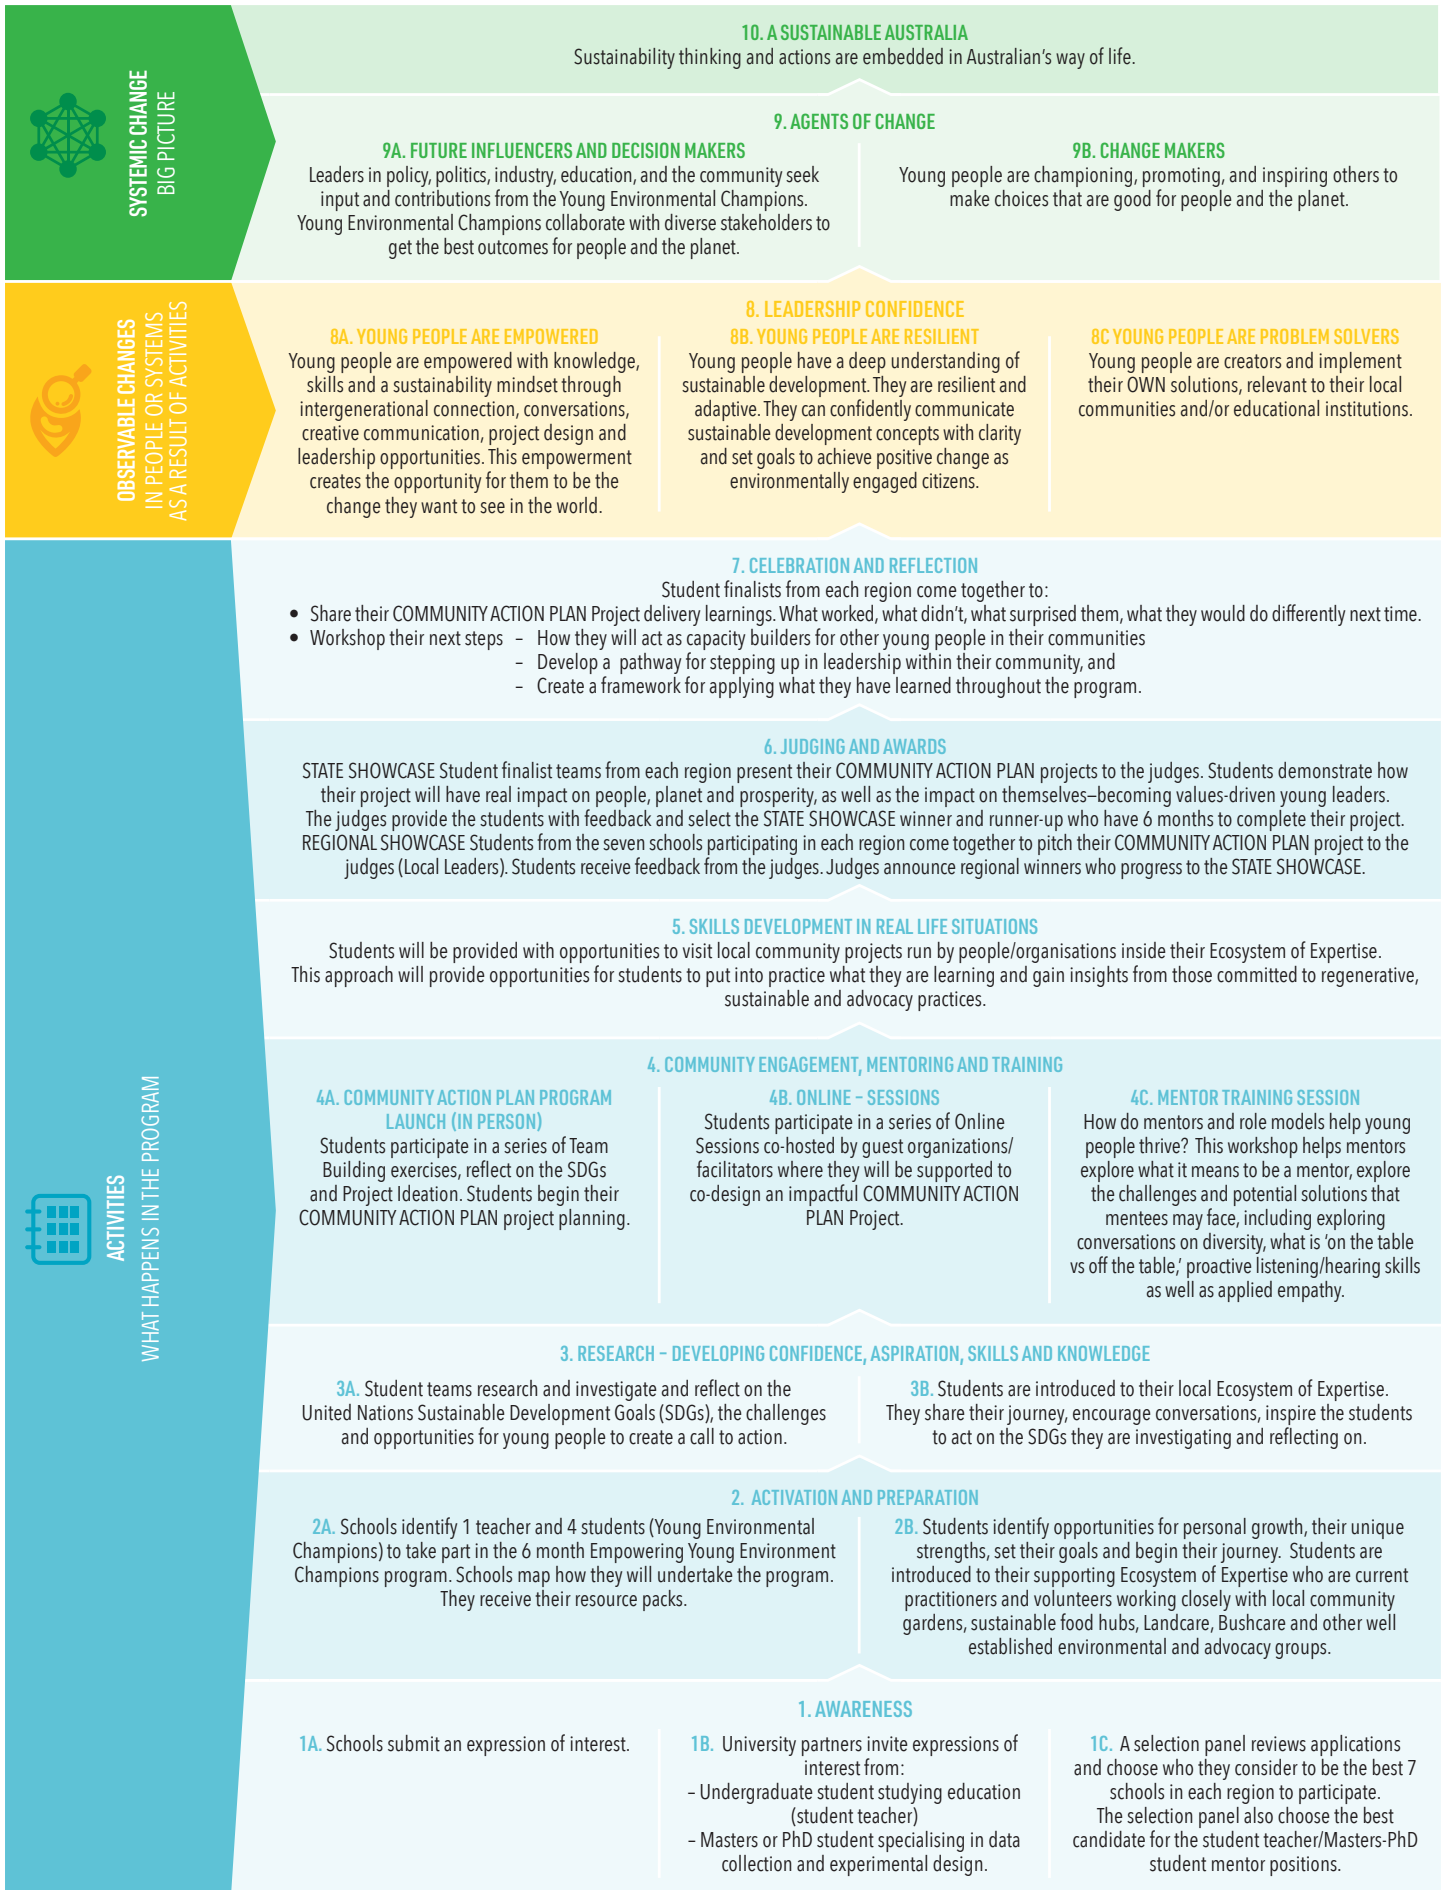 SYSTEMIC CHANGE
BIG PICTURE
10. A SUSTAINABLE AUSTRALIA
Sustainability thinking and actions are embedded in Australian's way of life.
9. AGENTS OF CHANGE
9A. FUTURE INFLUENCERS AND DECISION MAKERS
Leaders in policy, politics, industry, education, and the community seek
input and contributions from the Young Environmental Champions.
Young Environmental Champions collaborate with diverse stakeholders to
get the best outcomes for people and the planet.
9B. CHANGE MAKERS
Young people are championing, promoting, and inspiring others to
make choices that are good for people and the planet.
OBSERVABLE CHANGES
IN PEOPLE OR SYSTEMS
AS A RESULT OF ACTIVITIES
8. LEADERSHIP CONFIDENCE
8A. YOUNG PEOPLE ARE EMPOWERED
Young people are empowered with knowledge,
skills and a sustainability mindset through
intergenerational connection, conversations,
creative communication, project design and
leadership opportunities. This empowerment
creates the opportunity for them to be the
change they want to see in the world.
8B. YOUNG PEOPLE ARE RESILIENT
Young people have a deep understanding of
sustainable development. They are resilient and
adaptive. They can confidently communicate
sustainable development concepts with clarity
and set goals to achieve positive change as
environmentally engaged citizens.
8C YOUNG PEOPLE ARE PROBLEM SOLVERS
Young people are creators and implement
their OWN solutions, relevant to their local
communities and/or educational institutions.
ACTIVITIES
WHAT HAPPENS IN THE PROGRAM
7. CELEBRATION AND REFLECTION
Student finalists from each region come together to:
• Share their COMMUNITY ACTION PLAN Project delivery learnings. What worked, what didn't, what surprised them, what they would do differently next time.
• Workshop their next steps – How they will act as capacity builders for other young people in their communities
– Develop a pathway for stepping up in leadership within their community, and
– Create a framework for applying what they have learned throughout the program.
6. JUDGING AND AWARDS
STATE SHOWCASE Student finalist teams from each region present their COMMUNITY ACTION PLAN projects to the judges. Students demonstrate how
their project will have real impact on people, planet and prosperity, as well as the impact on themselves—becoming values-driven young leaders.
The judges provide the students with feedback and select the STATE SHOWCASE winner and runner-up who have 6 months to complete their project.
REGIONAL SHOWCASE Students from the seven schools participating in each region come together to pitch their COMMUNITY ACTION PLAN project to the
judges (Local Leaders). Students receive feedback from the judges. Judges announce regional winners who progress to the STATE SHOWCASE.
5. SKILLS DEVELOPMENT IN REAL LIFE SITUATIONS
Students will be provided with opportunities to visit local community projects run by people/organisations inside their Ecosystem of Expertise.
This approach will provide opportunities for students to put into practice what they are learning and gain insights from those committed to regenerative,
sustainable and advocacy practices.
4. COMMUNITY ENGAGEMENT, MENTORING AND TRAINING
4A. COMMUNITY ACTION PLAN PROGRAM
LAUNCH (IN PERSON)
Students participate in a series of Team
Building exercises, reflect on the SDGs
and Project Ideation. Students begin their
COMMUNITY ACTION PLAN project planning.
4B. ONLINE – SESSIONS
Students participate in a series of Online
Sessions co-hosted by guest organizations/
facilitators where they will be supported to
co-design an impactful COMMUNITY ACTION
PLAN Project.
4C. MENTOR TRAINING SESSION
How do mentors and role models help young
people thrive? This workshop helps mentors
explore what it means to be a mentor, explore
the challenges and potential solutions that
mentees may face, including exploring
conversations on diversity, what is 'on the table
vs off the table,' proactive listening/hearing skills
as well as applied empathy.
3. RESEARCH – DEVELOPING CONFIDENCE, ASPIRATION, SKILLS AND KNOWLEDGE
3A. Student teams research and investigate and reflect on the
United Nations Sustainable Development Goals (SDGs), the challenges
and opportunities for young people to create a call to action.
3B. Students are introduced to their local Ecosystem of Expertise.
They share their journey, encourage conversations, inspire the students
to act on the SDGs they are investigating and reflecting on.
2. ACTIVATION AND PREPARATION
2A. Schools identify 1 teacher and 4 students (Young Environmental
Champions) to take part in the 6 month Empowering Young Environment
Champions program. Schools map how they will undertake the program.
They receive their resource packs.
2B. Students identify opportunities for personal growth, their unique
strengths, set their goals and begin their journey. Students are
introduced to their supporting Ecosystem of Expertise who are current
practitioners and volunteers working closely with local community
gardens, sustainable food hubs, Landcare, Bushcare and other well
established environmental and advocacy groups.
1. AWARENESS
1A. Schools submit an expression of interest.
1B. University partners invite expressions of
interest from:
– Undergraduate student studying education
(student teacher)
– Masters or PhD student specialising in data
collection and experimental design.
1C. A selection panel reviews applications
and choose who they consider to be the best 7
schools in each region to participate.
The selection panel also choose the best
candidate for the student teacher/Masters-PhD
student mentor positions.